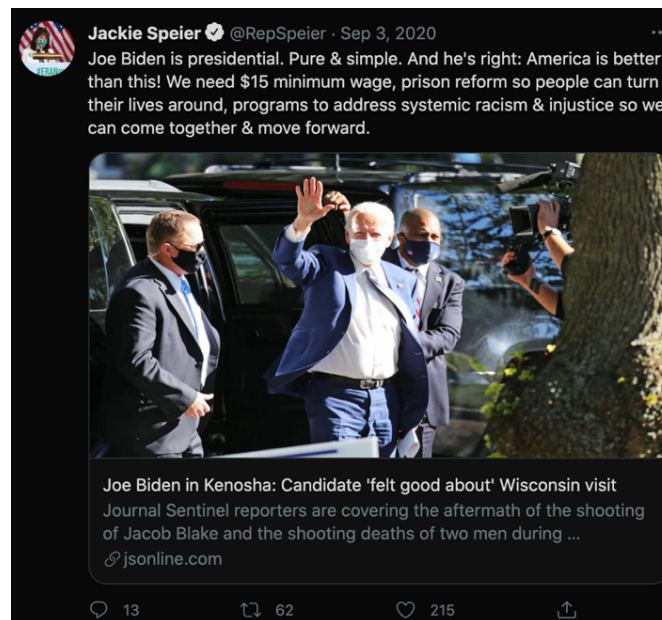 Jackie Speier @RepSpeier · Sep 3, 2020
Joe Biden is presidential. Pure & simple. And he's right: America is better
than this! We need $15 minimum wage, prison reform so people can turn
their lives around, programs to address systemic racism & injustice so we
can come together & move forward.
Joe Biden in Kenosha: Candidate 'felt good about' Wisconsin visit
Journal Sentinel reporters are covering the aftermath of the shooting
of Jacob Blake and the shooting deaths of two men during ...
jsonline.com
13 62 215